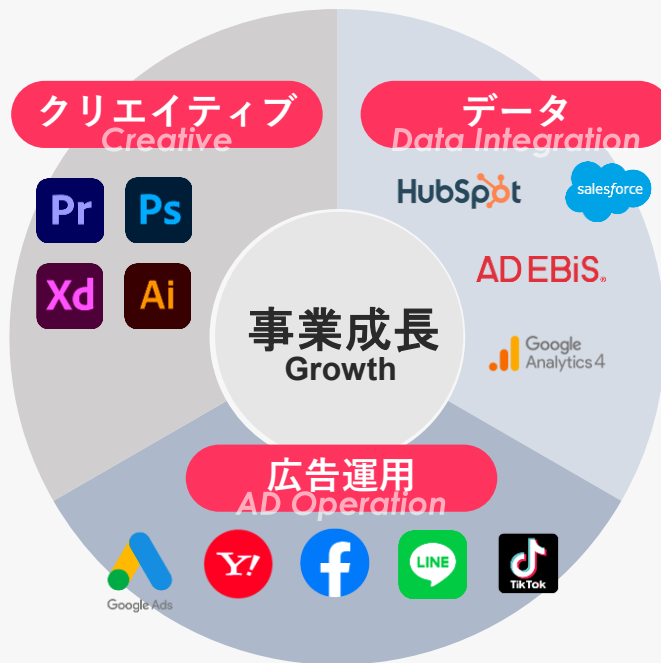 クリエイティブ
Creative
データ
Data Integration
Pr
Ps
Xd
Ai
HubSpot
salesforce
AD EBiS®
Google
Analytics 4
事業成長
Growth
広告運用
AD Operation
Google Ads
Y!
f
LINE
TikTok